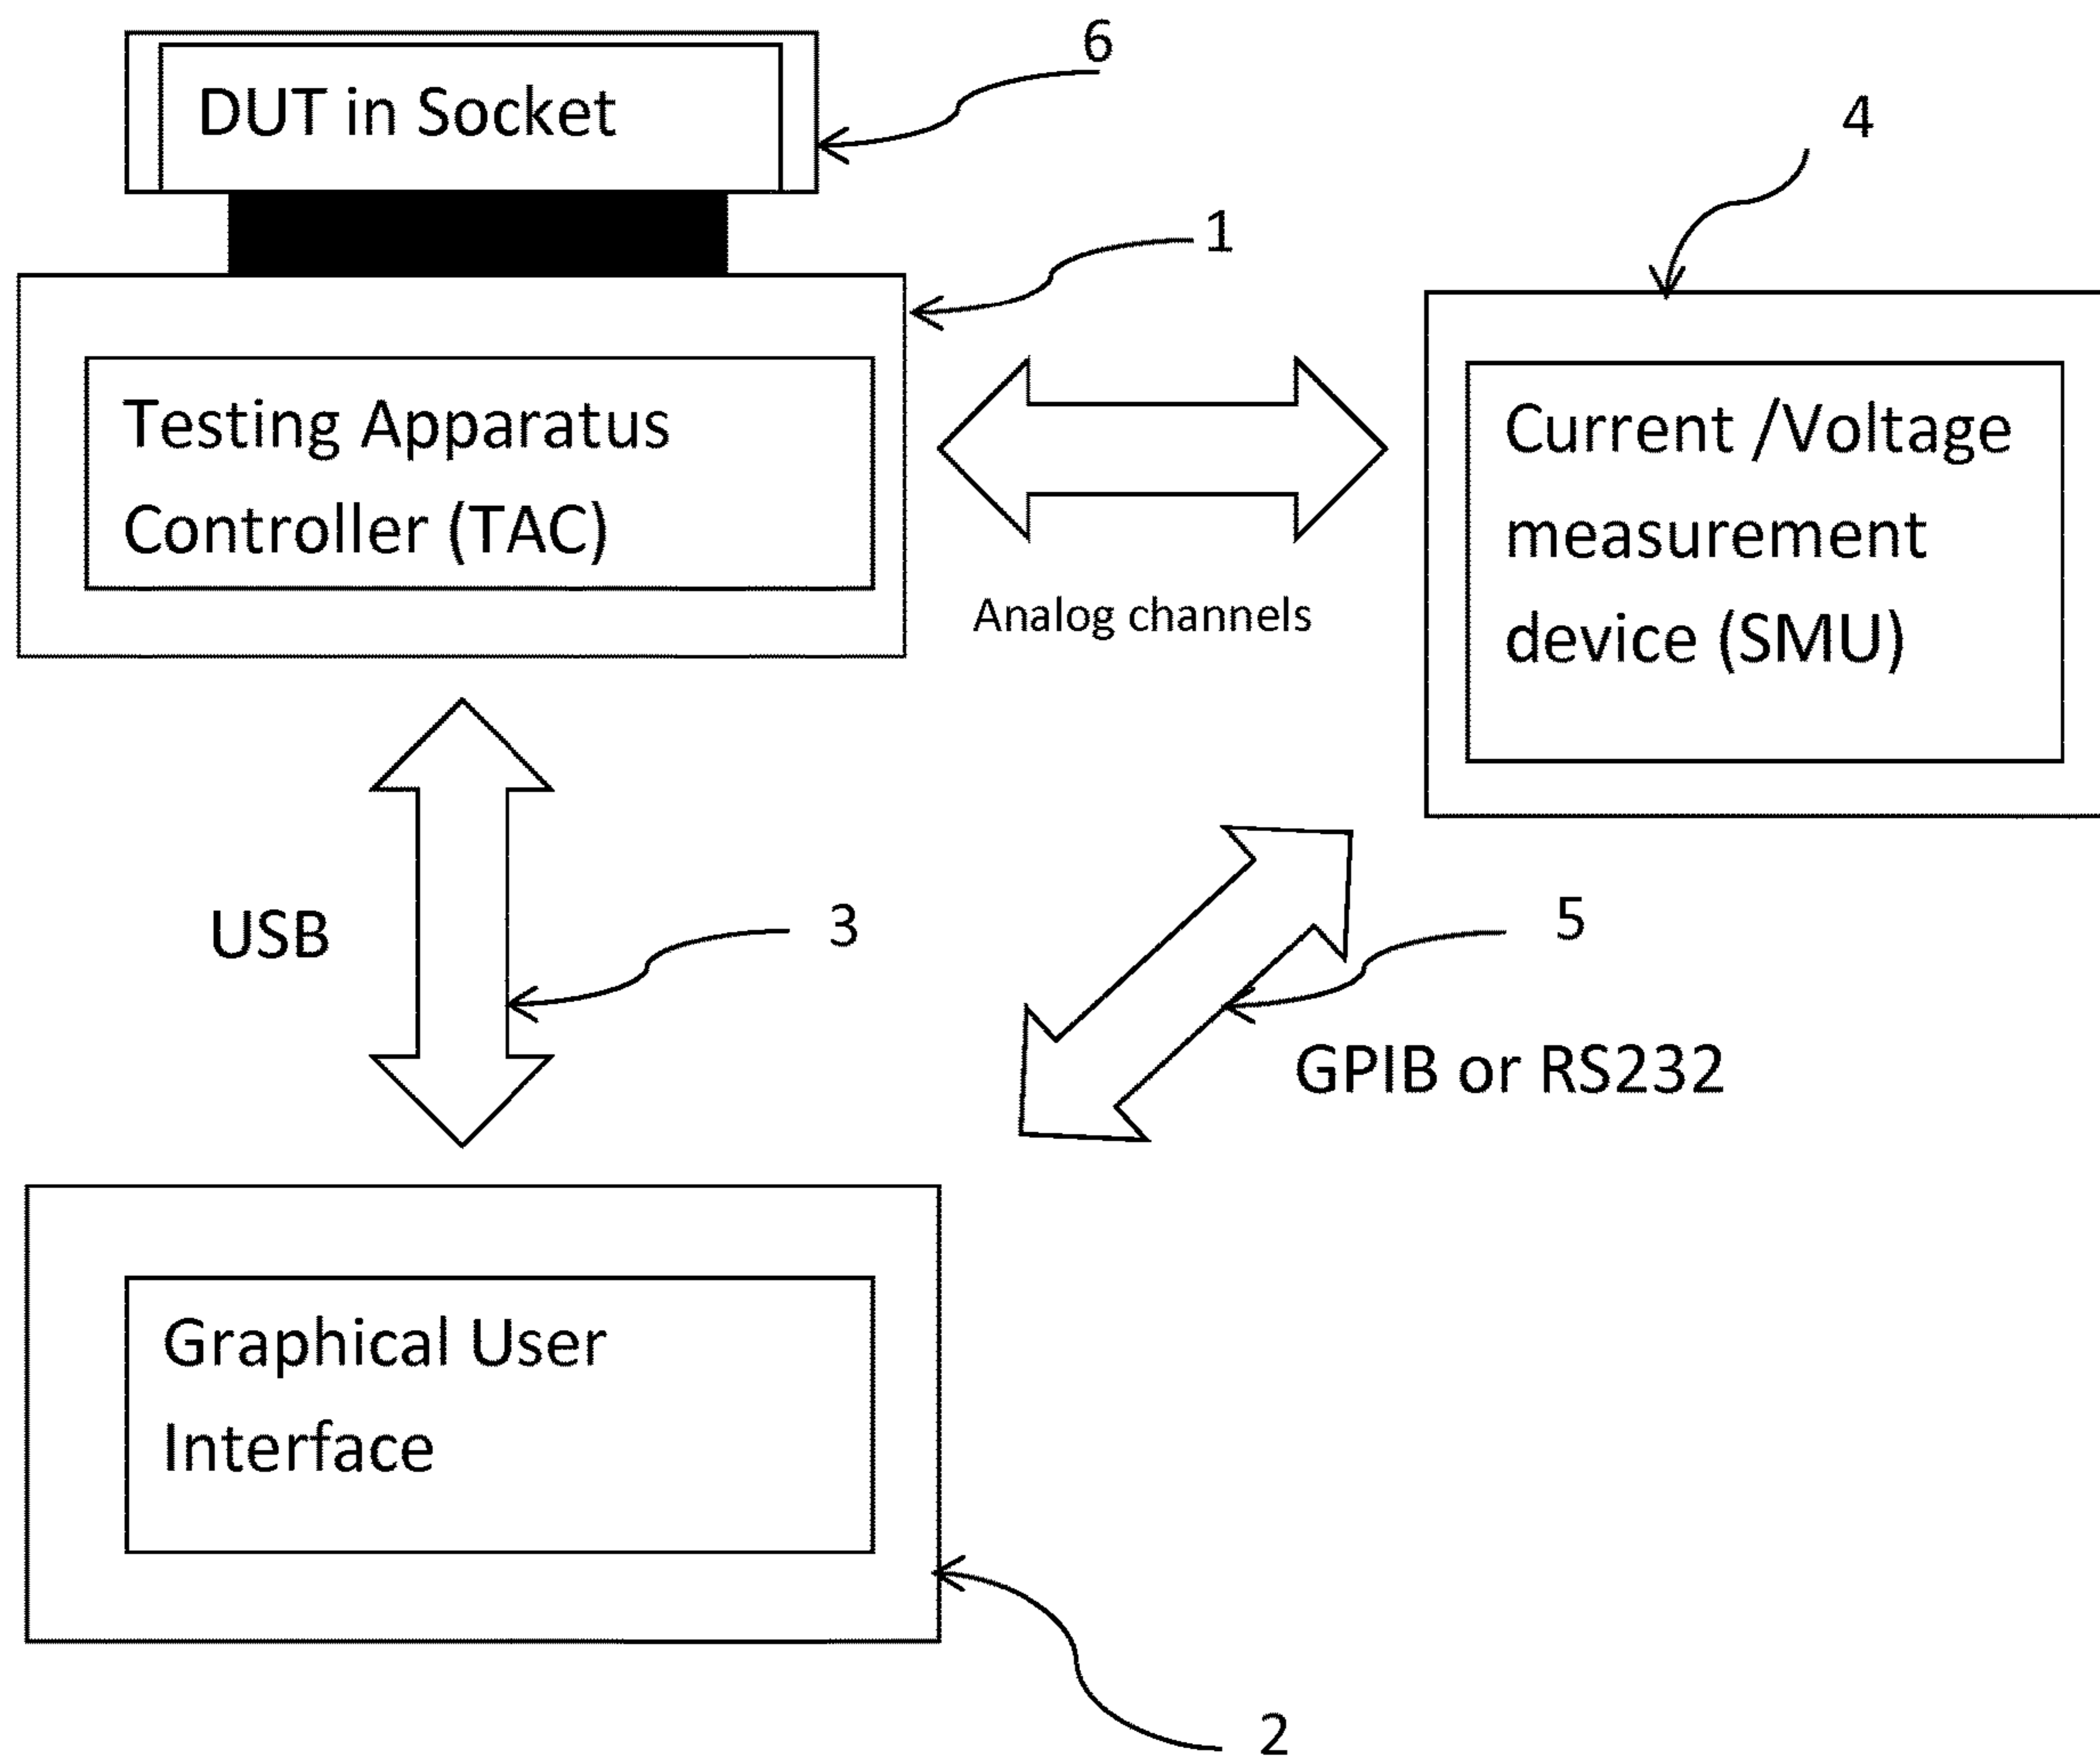 6
DUT in Socket
4
1
Testing Apparatus
Controller (TAC)
Current /Voltage
measurement
device (SMU)
Analog channels
USB
3
5
GPIB or RS232
Graphical User
Interface
2